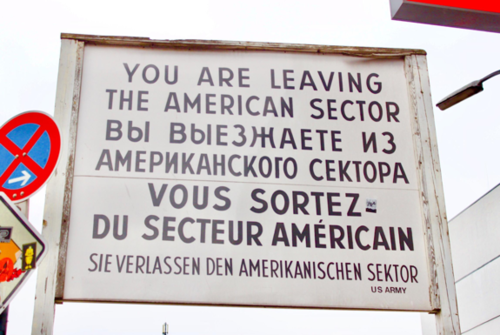 YOU ARE LEAVING
THE AMERICAN SECTOR
ВЫ ВЫЕЗЖАЕТЕ ИЗ
АМЕРИКАНСКОГО СЕКТОРА
VOUS SORTEZ
DU SECTEUR AMÉRICAIN
SIE VERLASSEN DEN AMERIKANISCHEN SEKTOR
US ARMY